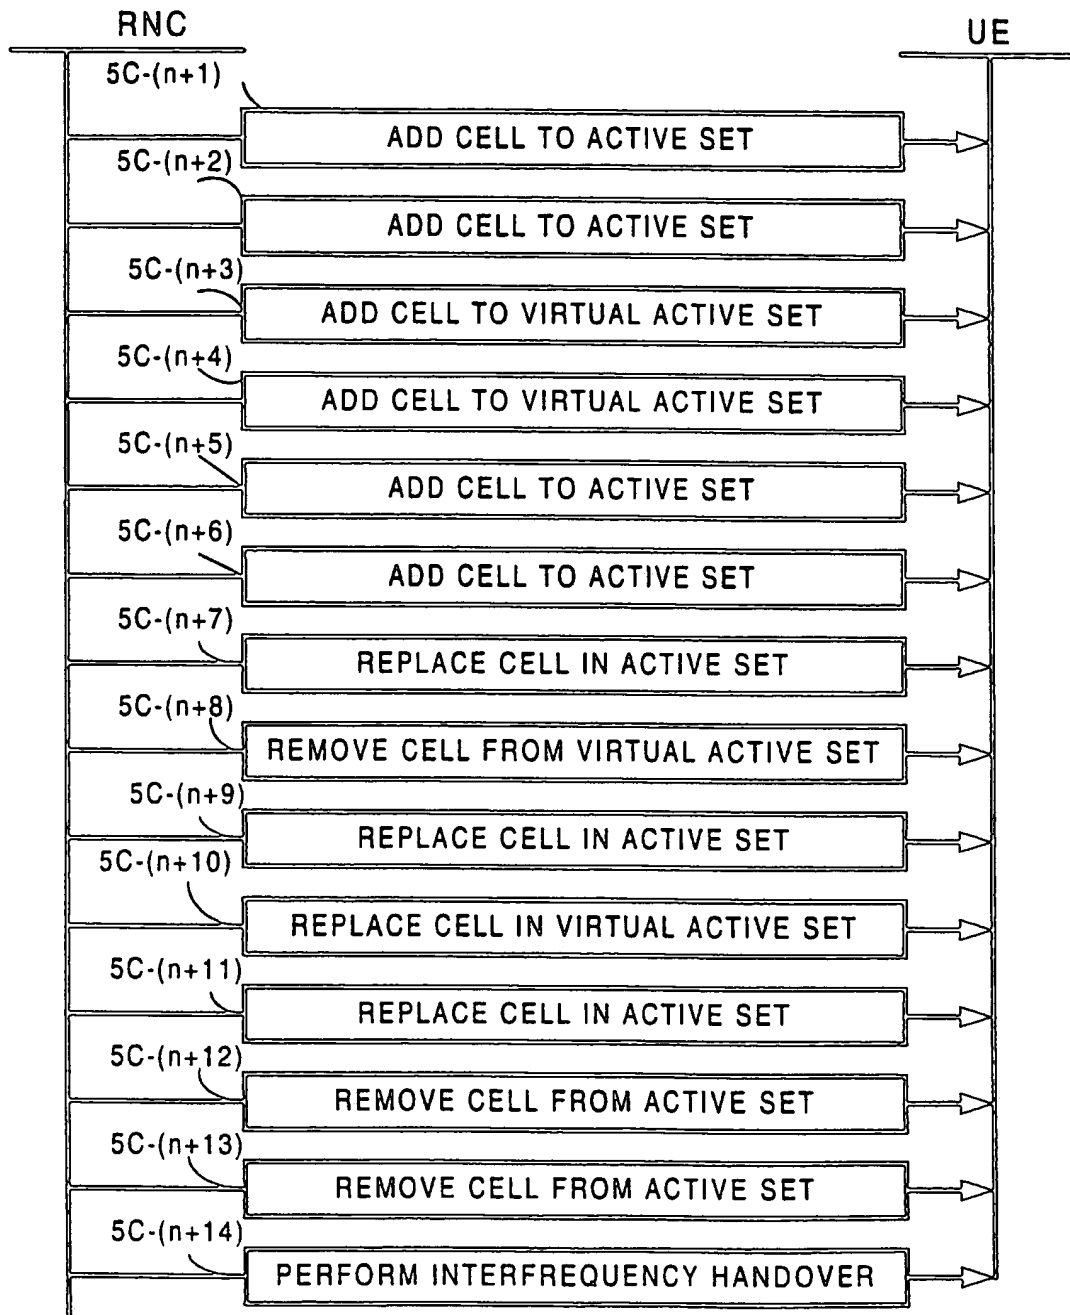 RNC
UE
5C-(n+1)
ADD CELL TO ACTIVE SET
5C-(n+2)
ADD CELL TO ACTIVE SET
5C-(n+3)
ADD CELL TO VIRTUAL ACTIVE SET
5C-(n+4)
ADD CELL TO VIRTUAL ACTIVE SET
5C-(n+5)
ADD CELL TO ACTIVE SET
5C-(n+6)
ADD CELL TO ACTIVE SET
5C-(n+7)
REPLACE CELL IN ACTIVE SET
5C-(n+8)
REMOVE CELL FROM VIRTUAL ACTIVE SET
5C-(n+9)
REPLACE CELL IN ACTIVE SET
5C-(n+10)
REPLACE CELL IN VIRTUAL ACTIVE SET
5C-(n+11)
REPLACE CELL IN ACTIVE SET
5C-(n+12)
REMOVE CELL FROM ACTIVE SET
5C-(n+13)
REMOVE CELL FROM ACTIVE SET
5C-(n+14)
PERFORM INTERFREQUENCY HANDOVER